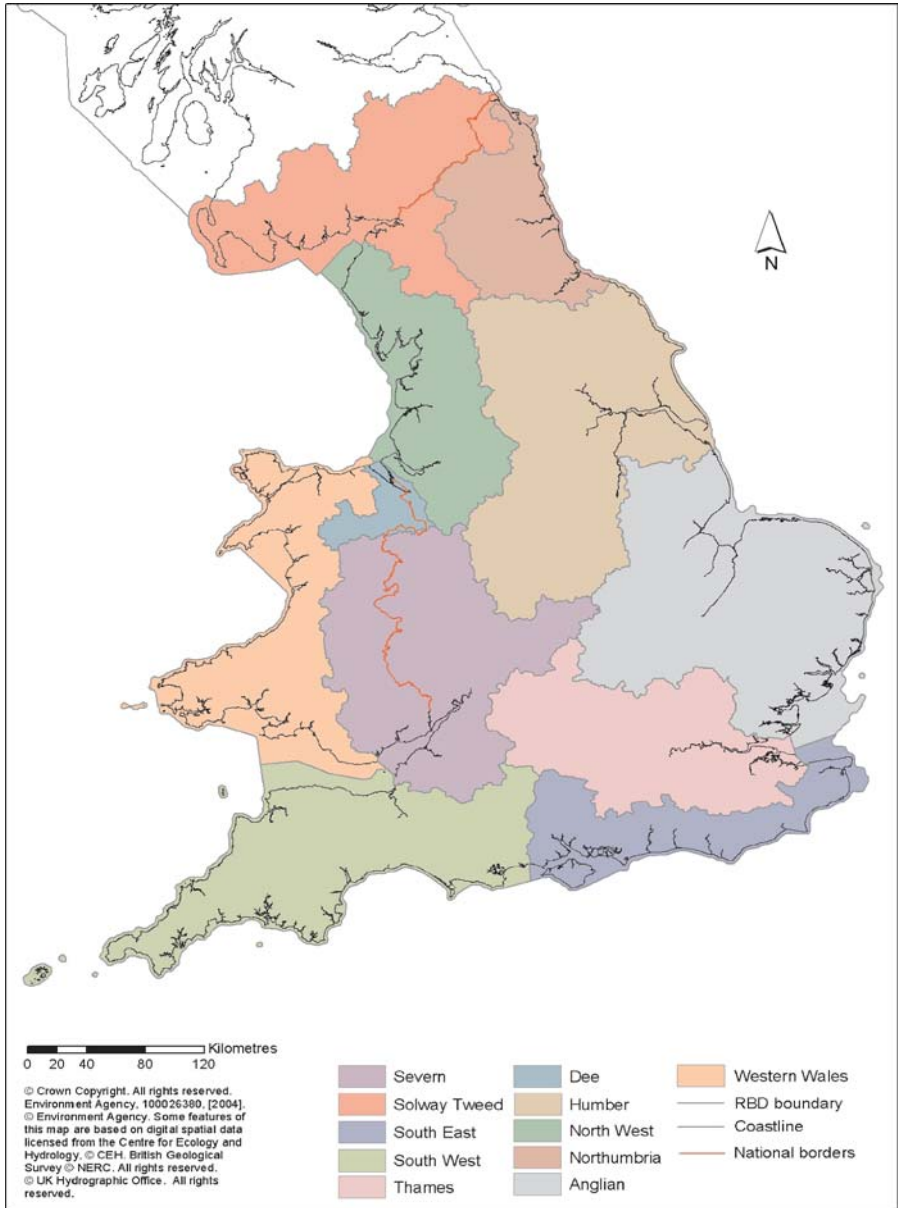 N
Kilometres
0 20 40 80 120
© Crown Copyright. All rights reserved.
Environment Agency, 100026380, [2004].
© Environment Agency. Some features of
this map are based on digital spatial data
licensed from the Centre for Ecology and
Hydrology, © CEH. British Geological
Survey © NERC. All rights reserved.
© UK Hydrographic Office. All rights
reserved.
Severn
Solway Tweed
South East
South West
Thames
Dee
Humber
North West
Northumbria
Anglian
Western Wales
RBD boundary
Coastline
National borders